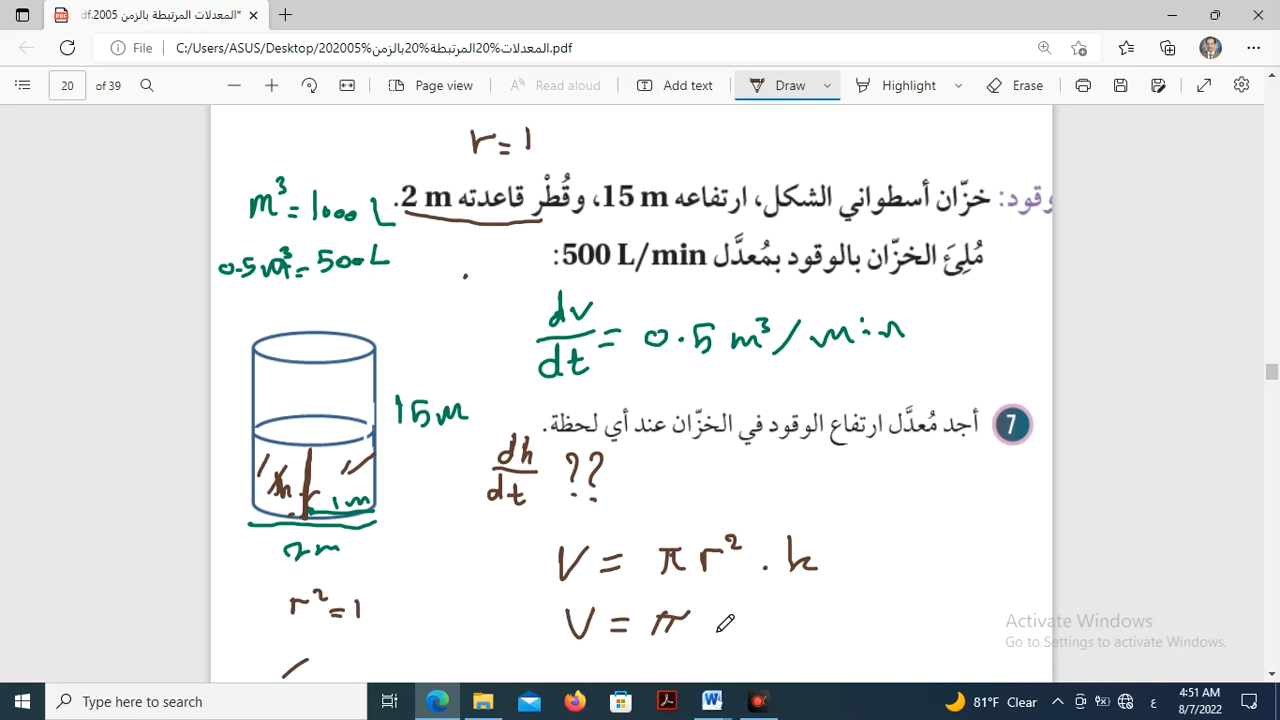 المعدلات المرتبطة بالزمن 2005.pdf*
File C:/Users/ASUS/Desktop/202005%المعدلات%20المرتبطة%20بالزمن.pdf
20 of 39 Page view Read aloud Add text Draw Highlight Erase
r = 1
وقود: خزّان أسطواني الشكل، ارتفاعه 15 m، وقُطْر قاعدته 2 m.
m³ = 1000 L
مُلِئَ الخزّان بالوقود بمُعدَّل 500 L/min:
0.5 m³ = 500 L
dv/dt = 0.5 m³/min
15 m
7 أجد مُعدَّل ارتفاع الوقود في الخزّان عند أي لحظة.
dh/dt ??
h
1 m
2 m
V = π r² . h
r² = 1
V = π
Activate Windows
Go to Settings to activate Windows.
Type here to search
81°F Clear
ع
4:51 AM
8/7/2022